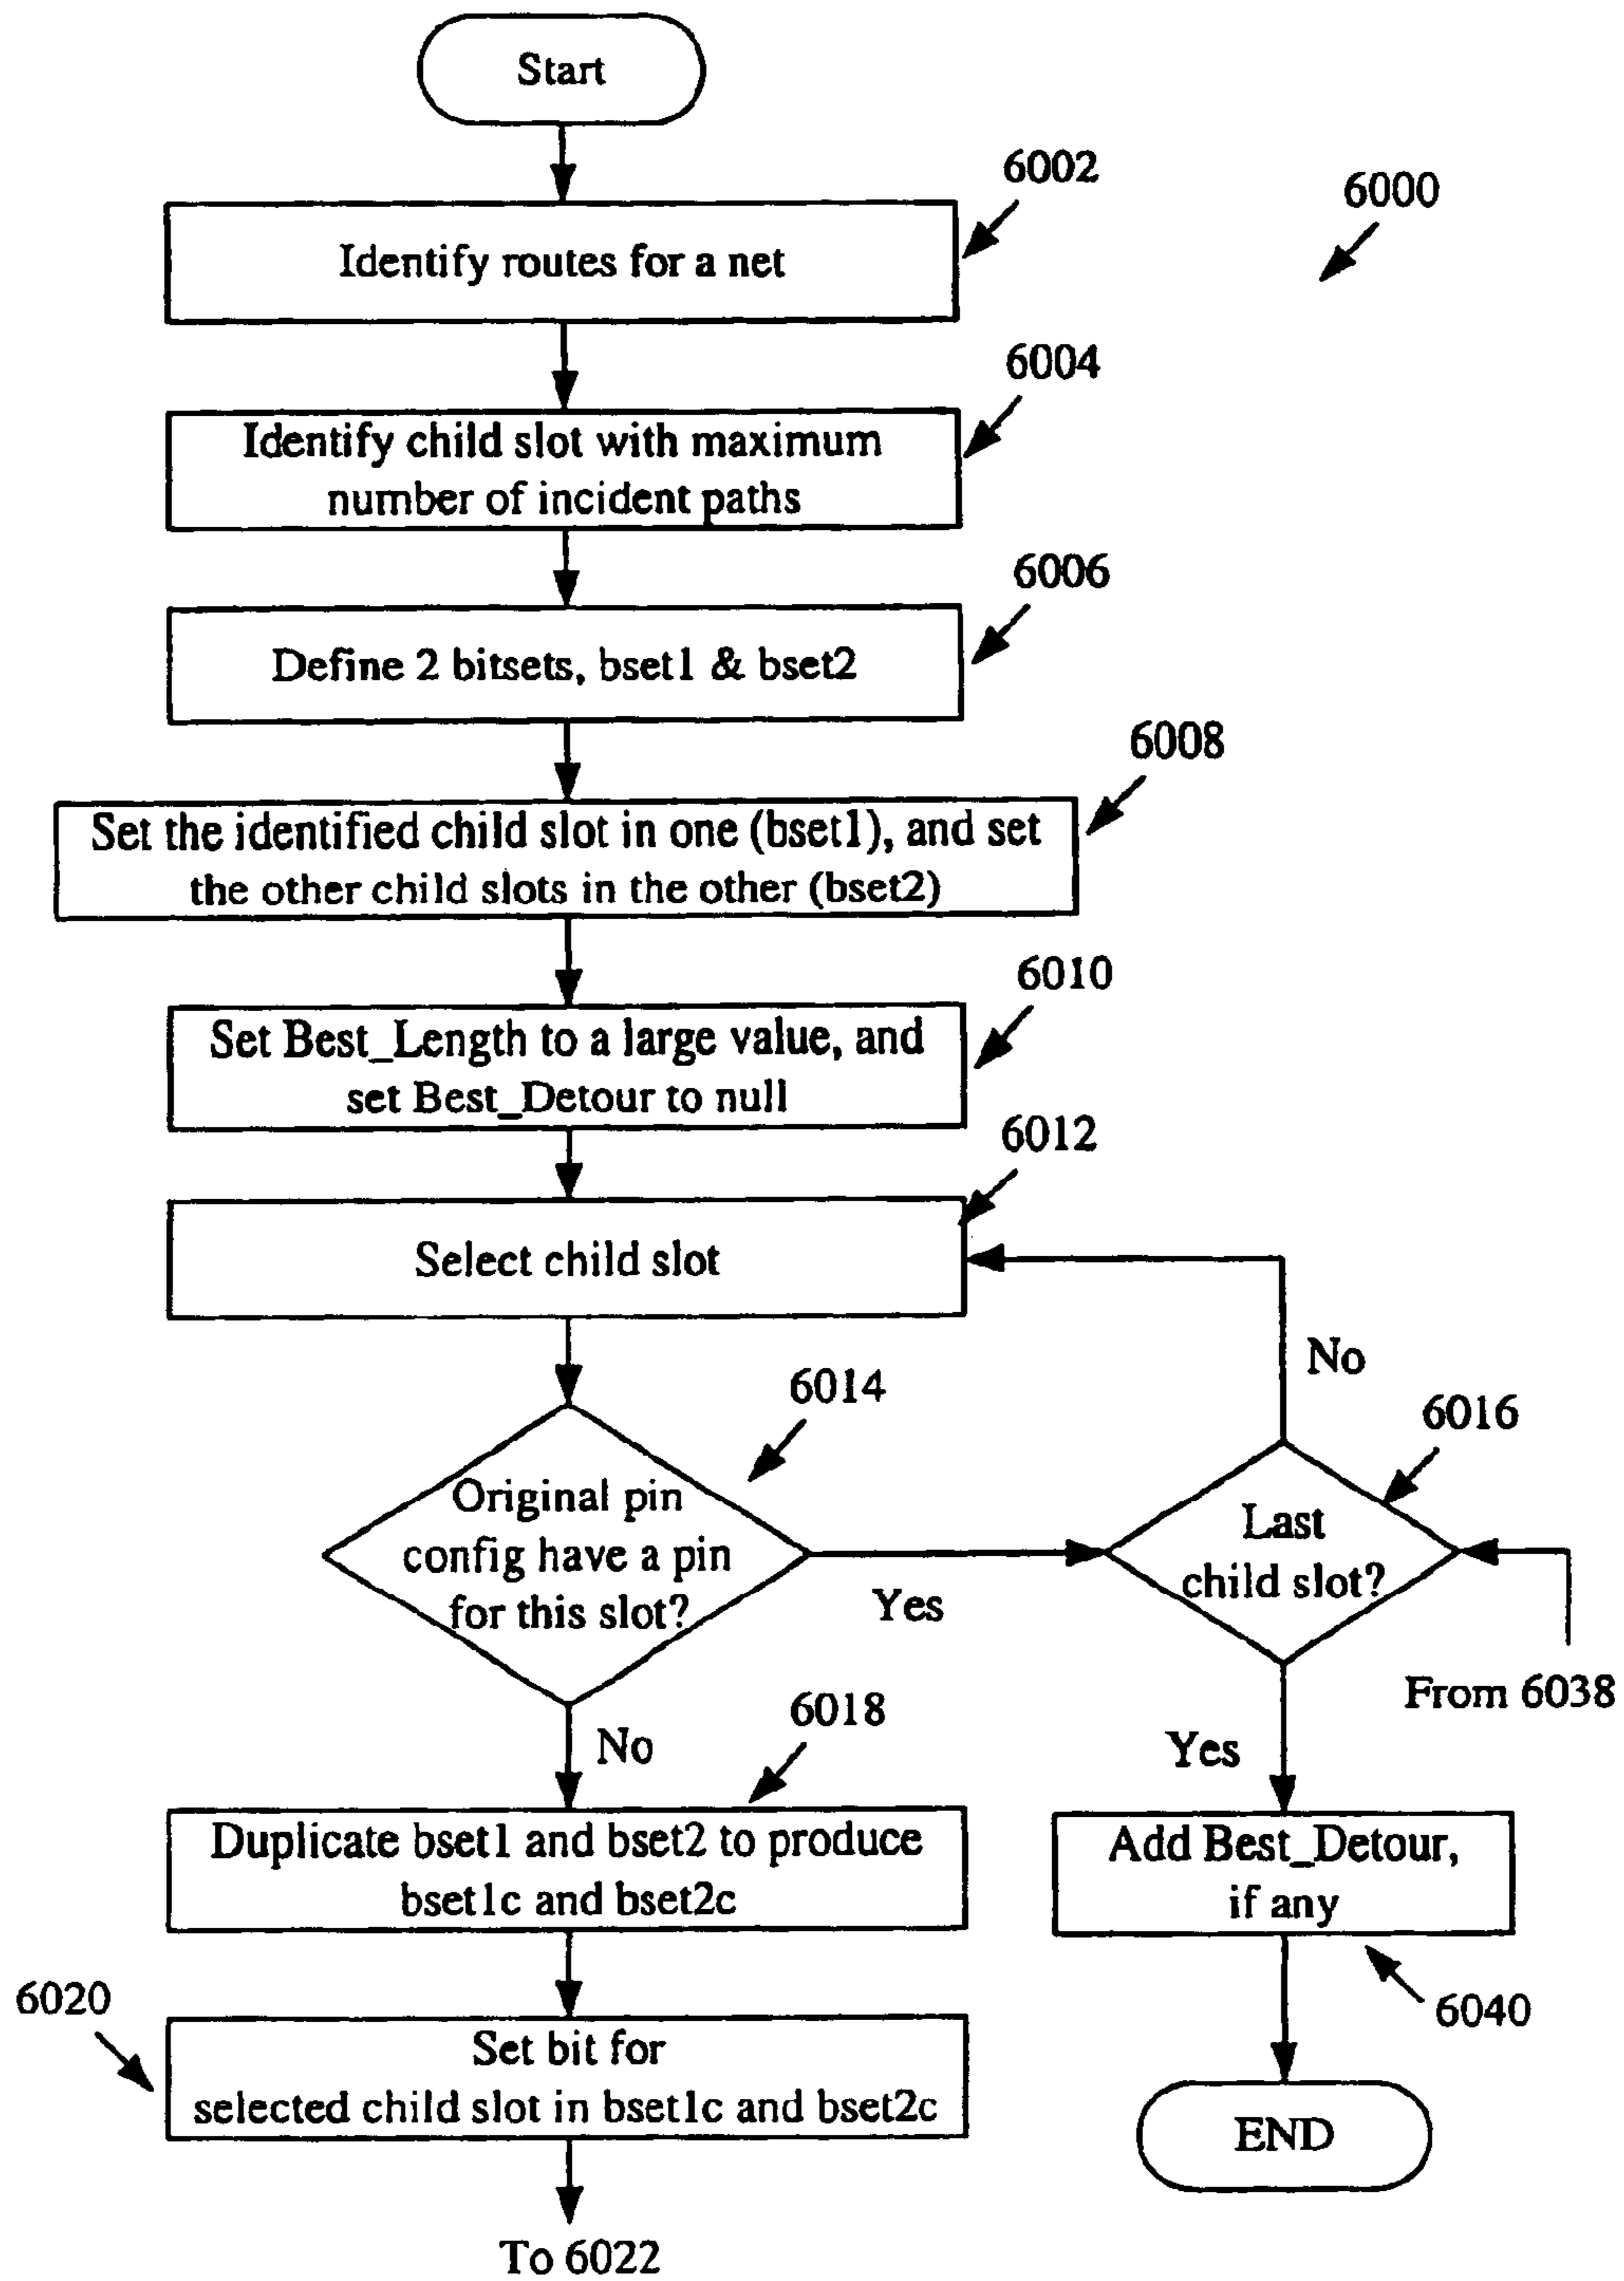 Start
6002
6000
Identify routes for a net
6004
Identify child slot with maximum
number of incident paths
6006
Define 2 bitsets, bset1 & bset2
6008
Set the identified child slot in one (bset1), and set
the other child slots in the other (bset2)
6010
Set Best_Length to a large value, and
set Best_Detour to null
6012
Select child slot
No
6014
6016
Original pin
config have a pin
for this slot?
Yes
Last
child slot?
From 6038
6018
No
Yes
Duplicate bset1 and bset2 to produce
bset1c and bset2c
Add Best_Detour,
if any
6020
6040
Set bit for
selected child slot in bset1c and bset2c
END
To 6022